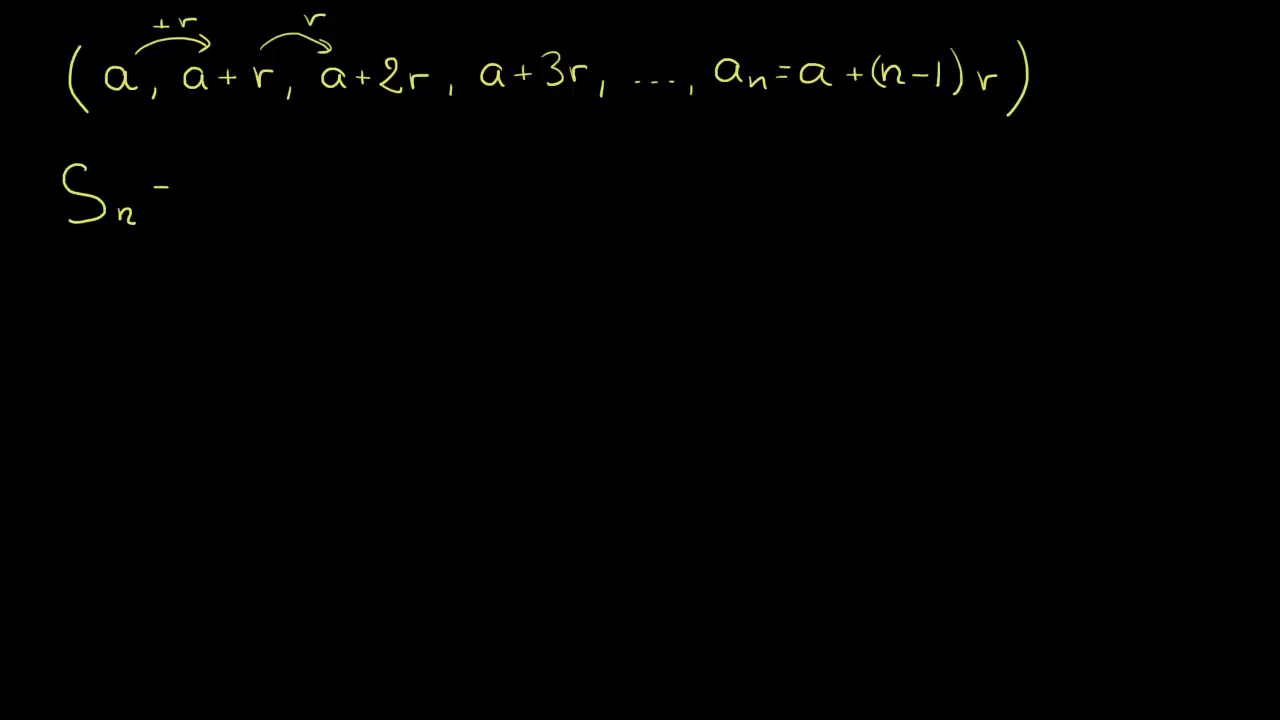 +r r
(a, a+r, a+2r, a+3r, ..., aₙ=a+(n-1)r)
Sₙ -